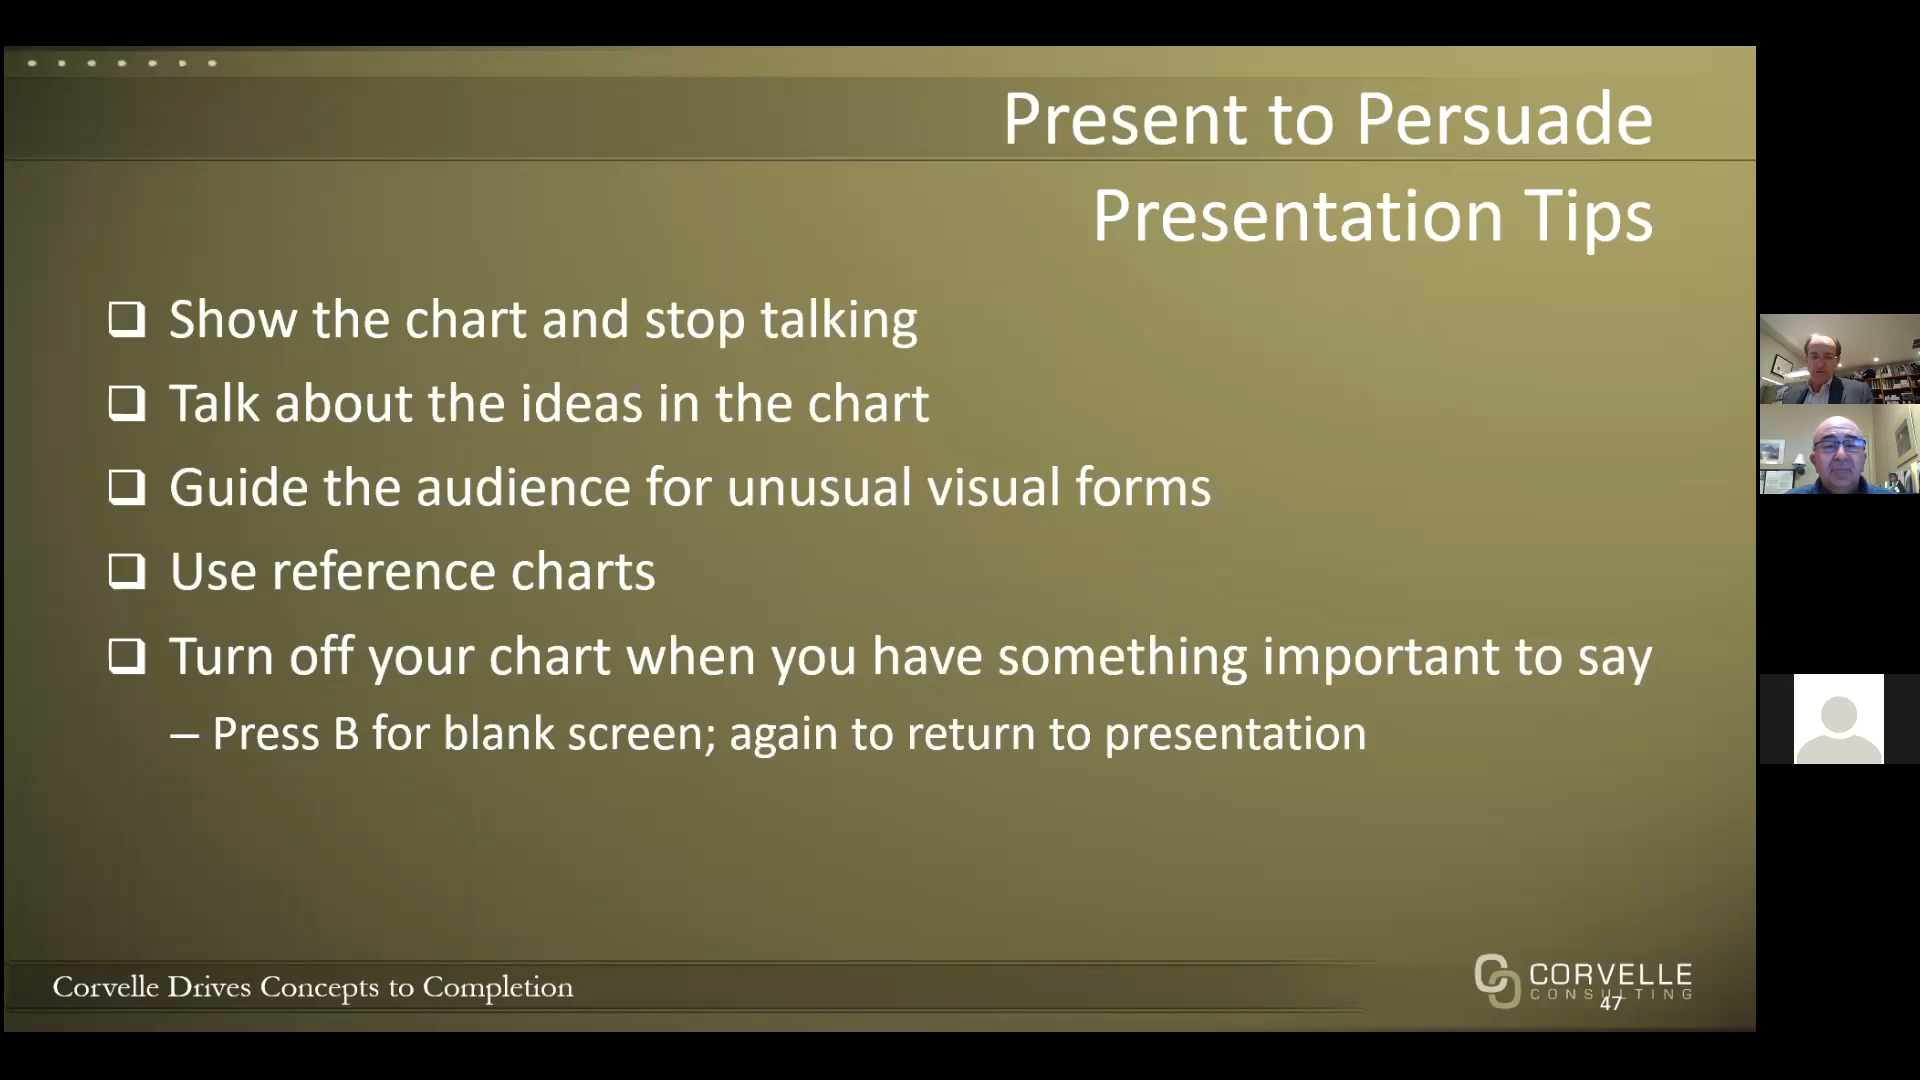 Present to Persuade
Presentation Tips
Show the chart and stop talking
Talk about the ideas in the chart
Guide the audience for unusual visual forms
Use reference charts
Turn off your chart when you have something important to say
– Press B for blank screen; again to return to presentation
Corvelle Drives Concepts to Completion
CORVELLE
CONSULTING
47